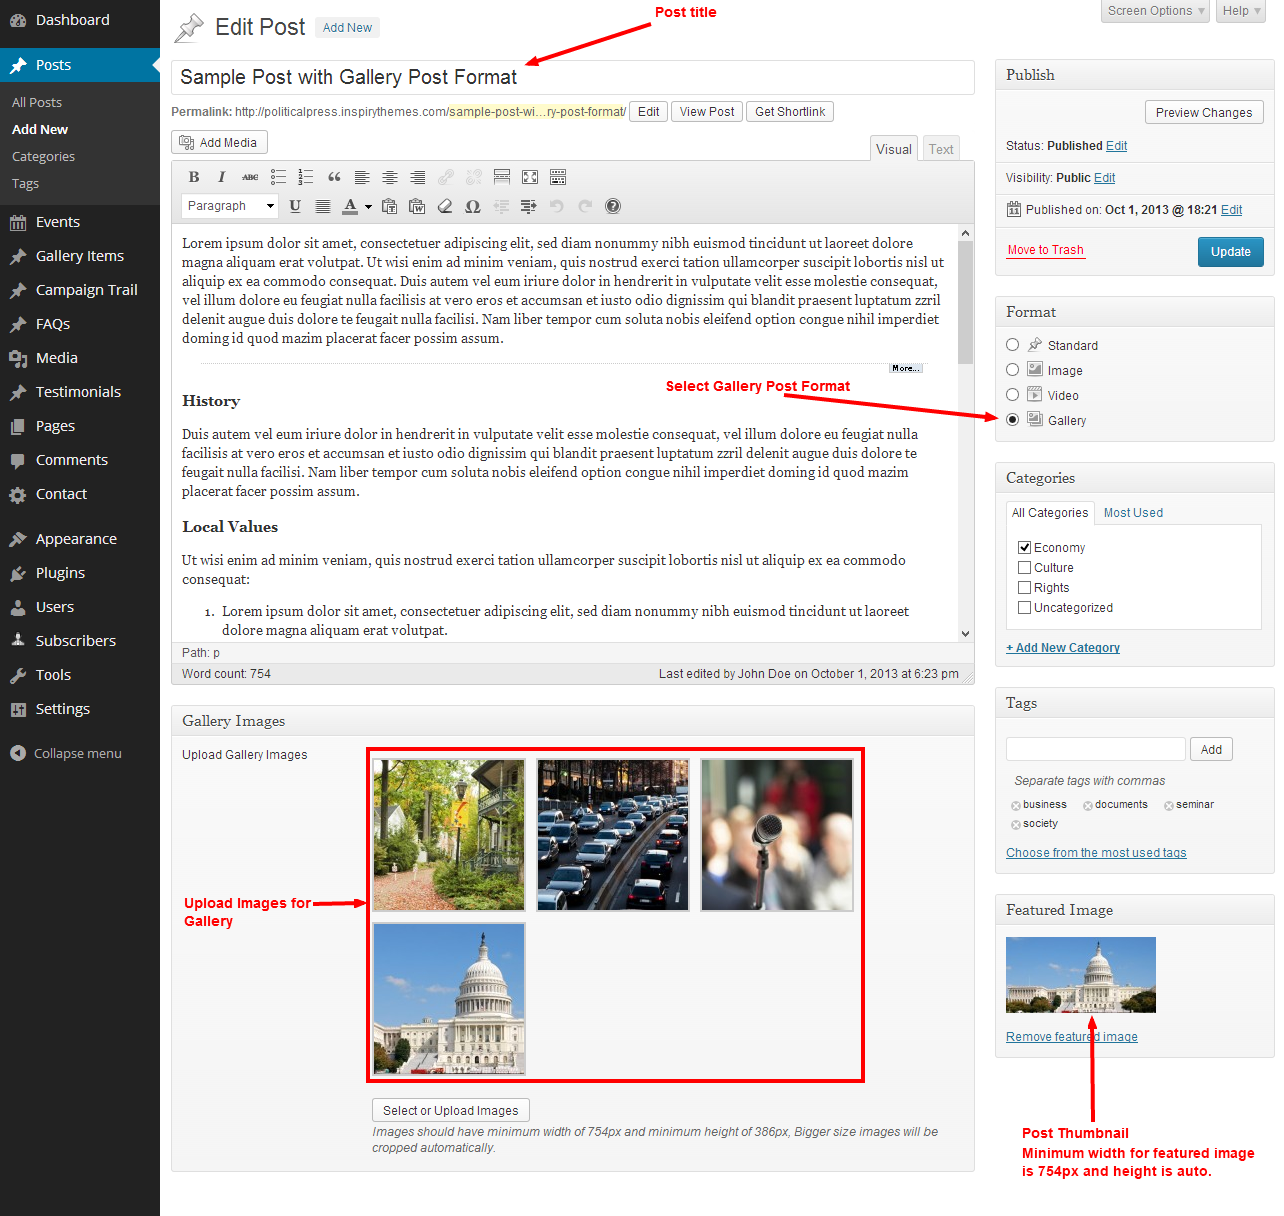 Dashboard
Posts
All Posts
Add New
Categories
Tags
Events
Gallery Items
Campaign Trail
FAQs
Media
Testimonials
Pages
Comments
Contact
Appearance
Plugins
Users
Subscribers
Tools
Settings
Collapse menu
Screen Options
Help
Edit Post
Add New
Post title
Sample Post with Gallery Post Format
Permalink: http://politicalpress.inspirythemes.com/sample-post-wi...ry-post-format/ Edit View Post Get Shortlink
Add Media
Visual
Text
B I ABC
Paragraph U A
Lorem ipsum dolor sit amet, consectetuer adipiscing elit, sed diam nonummy nibh euismod tincidunt ut laoreet dolore
magna aliquam erat volutpat. Ut wisi enim ad minim veniam, quis nostrud exerci tation ullamcorper suscipit lobortis nisl ut
aliquip ex ea commodo consequat. Duis autem vel eum iriure dolor in hendrerit in vulputate velit esse molestie consequat,
vel illum dolore eu feugiat nulla facilisis at vero eros et accumsan et iusto odio dignissim qui blandit praesent luptatum zzril
delenit augue duis dolore te feugait nulla facilisi. Nam liber tempor cum soluta nobis eleifend option congue nihil imperdiet
doming id quod mazim placerat facer possim assum.
More...
Select Gallery Post Format
History
Duis autem vel eum iriure dolor in hendrerit in vulputate velit esse molestie consequat, vel illum dolore eu feugiat nulla
facilisis at vero eros et accumsan et iusto odio dignissim qui blandit praesent luptatum zzril delenit augue duis dolore te
feugait nulla facilisi. Nam liber tempor cum soluta nobis eleifend option congue nihil imperdiet doming id quod mazim
placerat facer possim assum.
Local Values
Ut wisi enim ad minim veniam, quis nostrud exerci tation ullamcorper suscipit lobortis nisl ut aliquip ex ea commodo
consequat:
1. Lorem ipsum dolor sit amet, consectetuer adipiscing elit, sed diam nonummy nibh euismod tincidunt ut laoreet
dolore magna aliquam erat volutpat.
Path: p
Word count: 754
Last edited by John Doe on October 1, 2013 at 6:23 pm
Gallery Images
Upload Gallery Images
Upload Images for
Gallery
Select or Upload Images
Images should have minimum width of 754px and minimum height of 386px, Bigger size images will be
cropped automatically.
Publish
Preview Changes
Status: Published Edit
Visibility: Public Edit
11 Published on: Oct 1, 2013 @ 18:21 Edit
Move to Trash
Update
Format
Standard
Image
Video
Gallery
Categories
All Categories
Most Used
Economy
Culture
Rights
Uncategorized
+ Add New Category
Tags
Add
Separate tags with commas
business documents seminar
society
Choose from the most used tags
Featured Image
Remove featured image
Post Thumbnail
Minimum width for featured image
is 754px and height is auto.